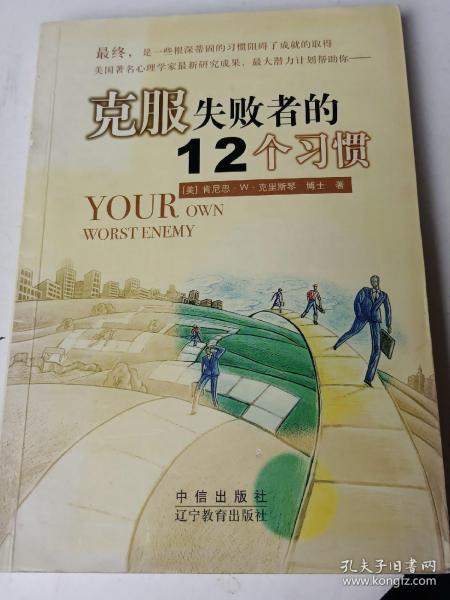 最终，是一些根深蒂固的习惯阻碍了成就的取得
美国著名心理学家最新研究成果，最大潜力计划帮助你——
克服失败者的
12个习惯
[美] 肯尼思·W·克里斯琴 博士 著
YOUR OWN
WORST ENEMY
中信出版社
辽宁教育出版社
孔夫子旧书网
www.kongfz.com